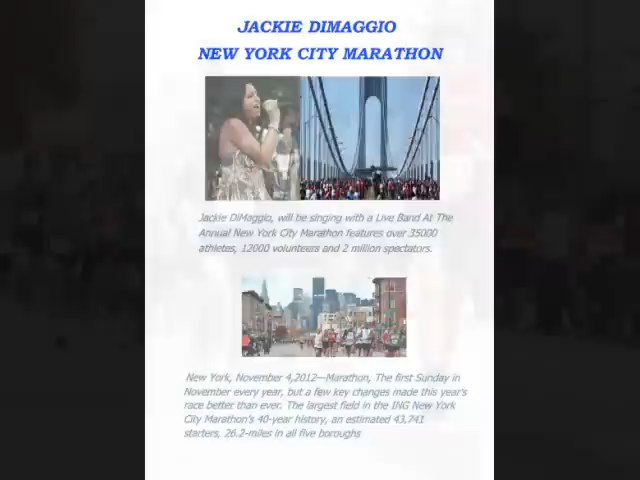 JACKIE DIMAGGIO
NEW YORK CITY MARATHON
Jackie DiMaggio, will be singing with a Live Band At The
Annual New York City Marathon features over 35000
athletes, 12000 volunteers and 2 million spectators.
New York, November 4,2012—Marathon, The first Sunday in
November every year, but a few key changes made this year's
race better than ever. The largest field in the ING New York
City Marathon's 40-year history, an estimated 43,741
starters, 26.2-miles in all five boroughs